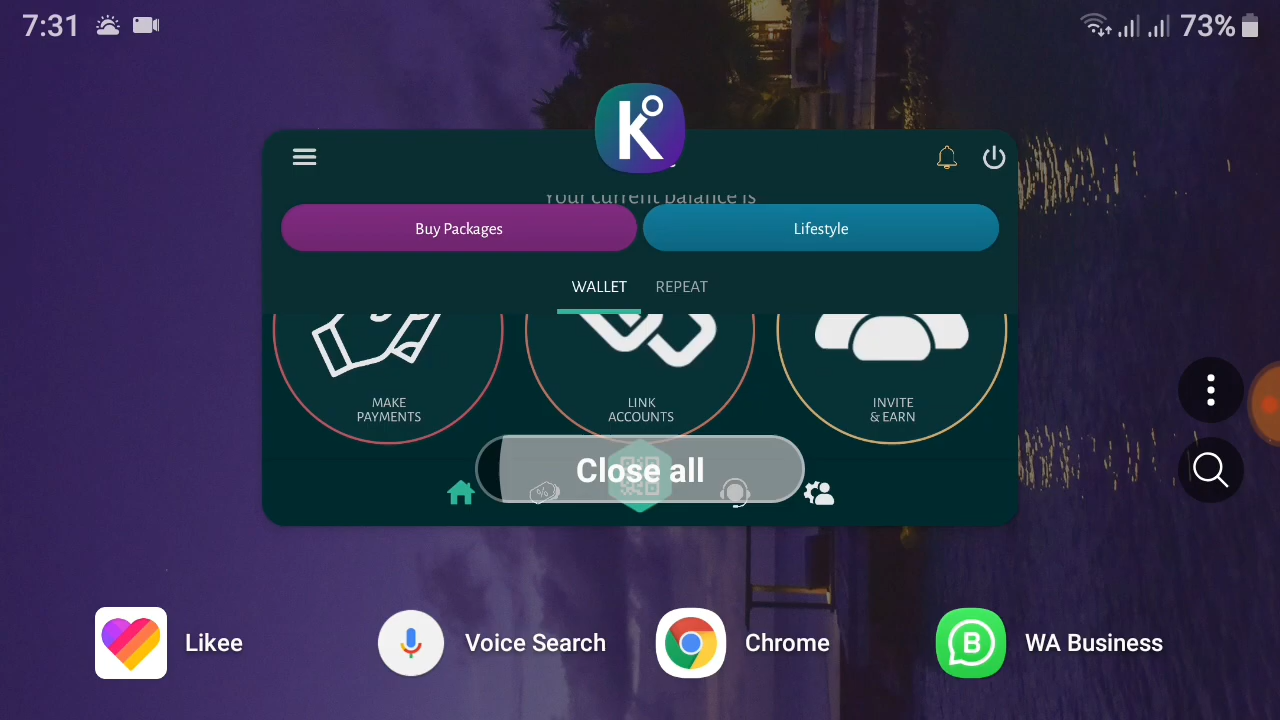 7:31
73%
K
Your current balance is
Buy Packages
Lifestyle
WALLET
REPEAT
MAKE
PAYMENTS
LINK
ACCOUNTS
INVITE
& EARN
Close all
Likee
Voice Search
Chrome
B
WA Business